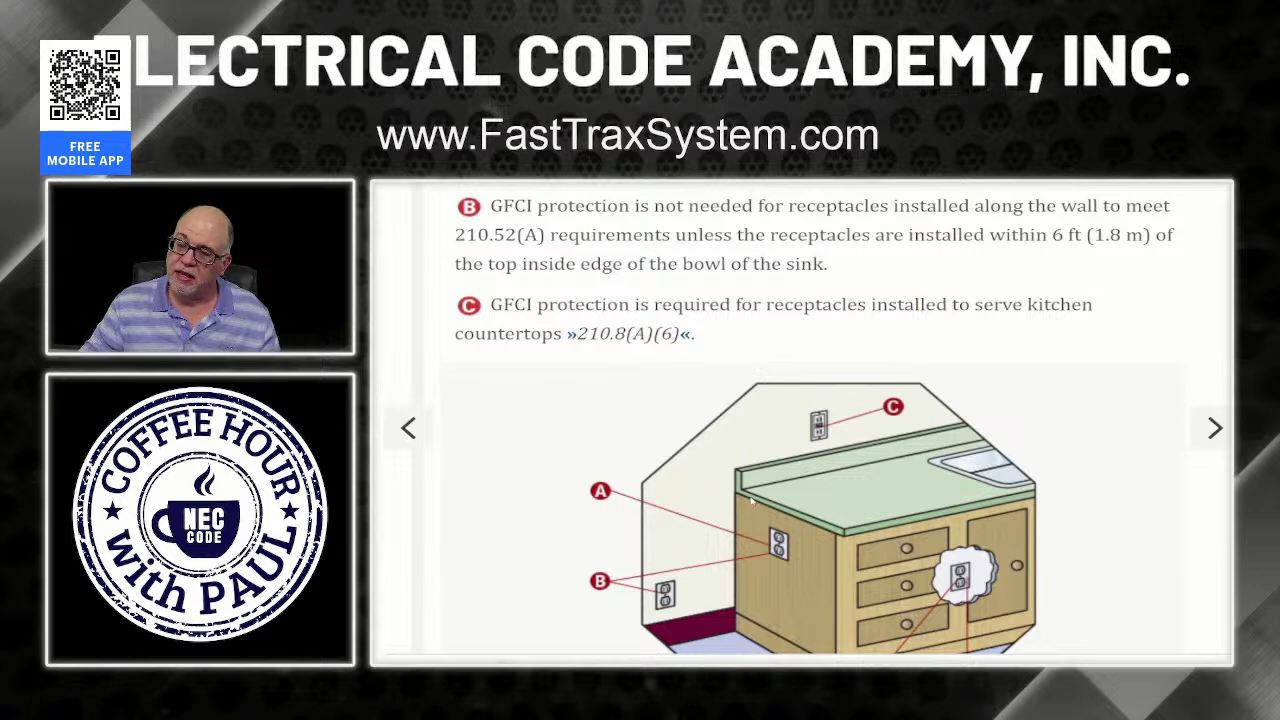 ELECTRICAL CODE ACADEMY, INC.
www.FastTraxSystem.com
FREE
MOBILE APP
B GFCI protection is not needed for receptacles installed along the wall to meet
210.52(A) requirements unless the receptacles are installed within 6 ft (1.8 m) of
the top inside edge of the bowl of the sink.
C GFCI protection is required for receptacles installed to serve kitchen
countertops »210.8(A)(6)«.
C
A
B
COFFEE HOUR
NEC
CODE
with PAUL